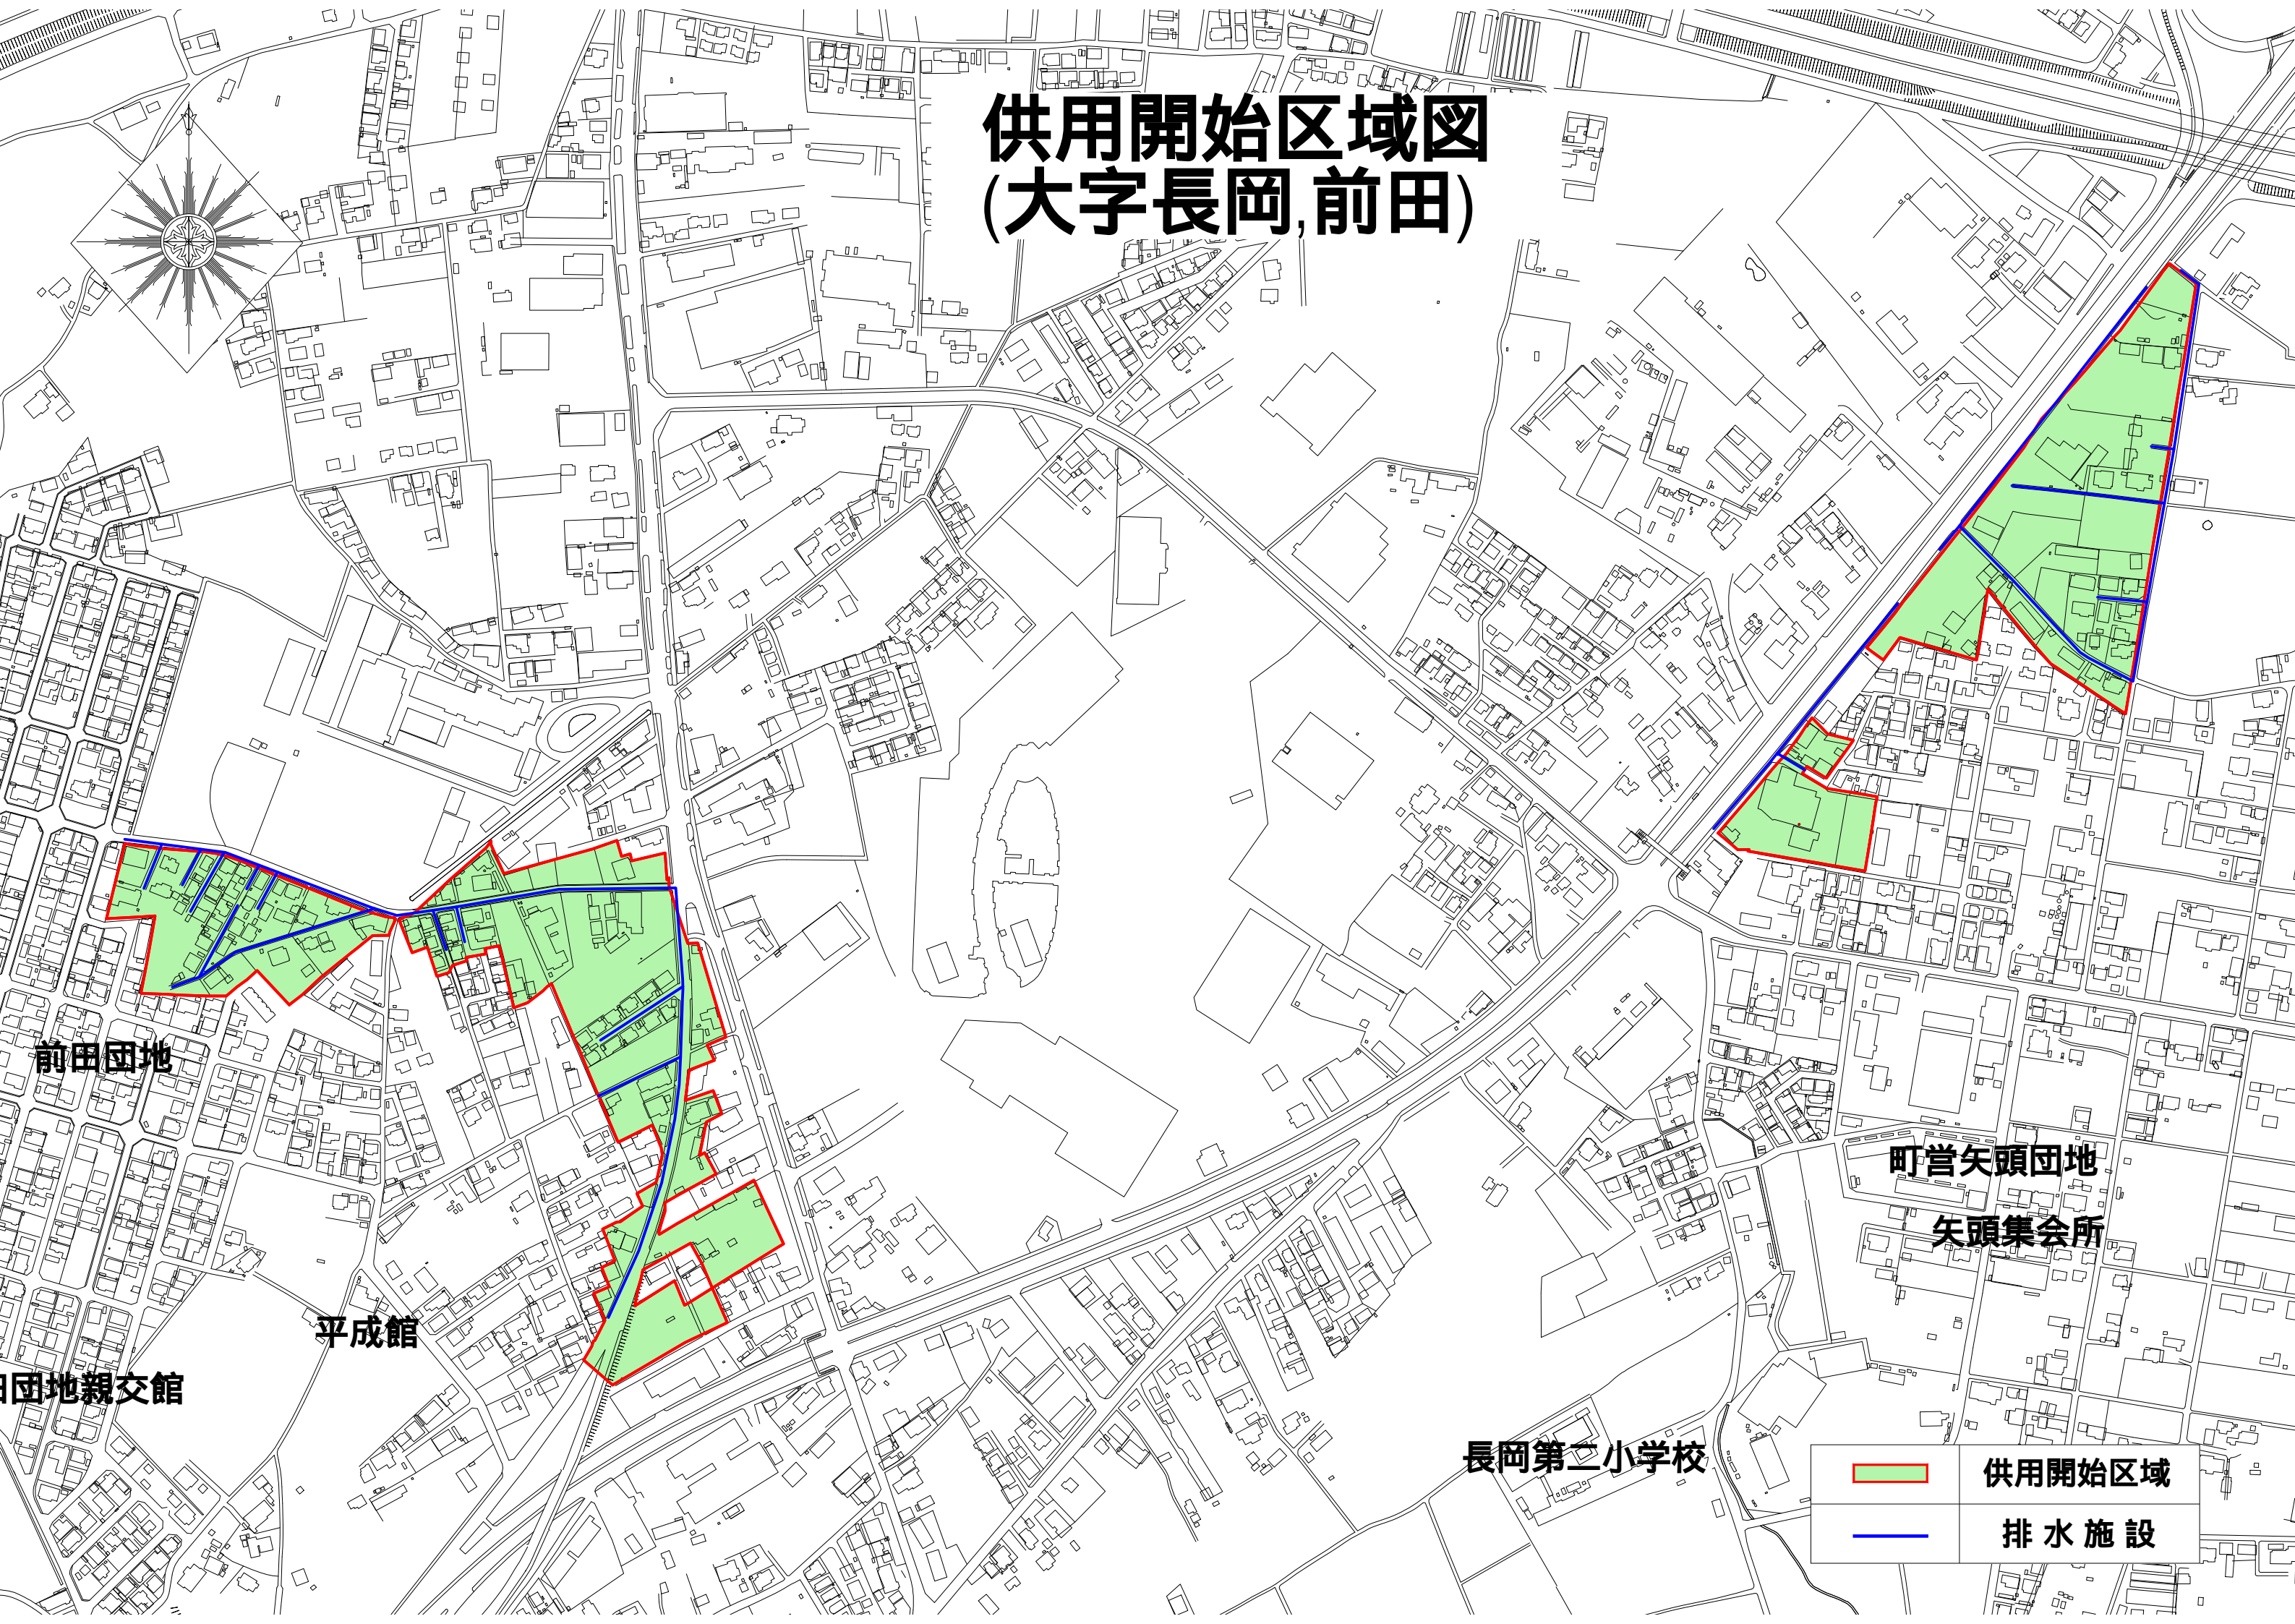 供用開始区域図
(大字長岡,前田)
前田団地
町営矢頭団地
矢頭集会所
平成館
田団地親交館
長岡第二小学校
供用開始区域
排水施設